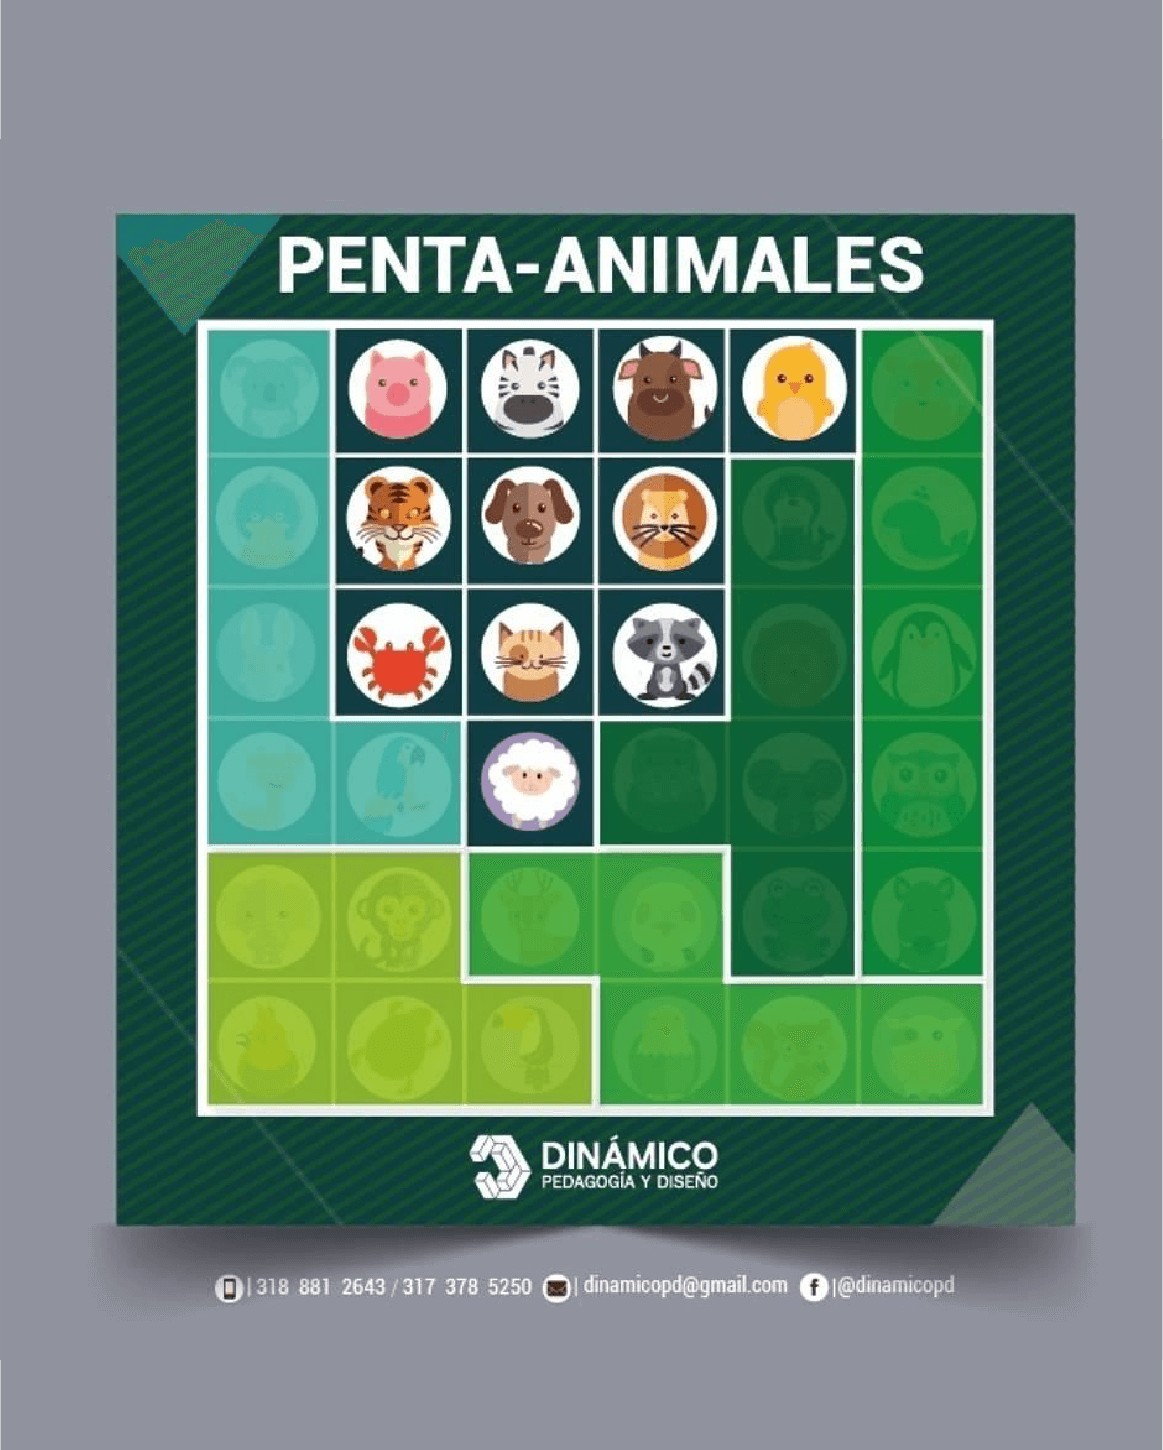 PENTA-ANIMALES
DINÁMICO
PEDAGOGÍA Y DISEÑO
| 318 881 2643 / 317 378 5250 | dinamicopd@gmail.com |@dinamicopd